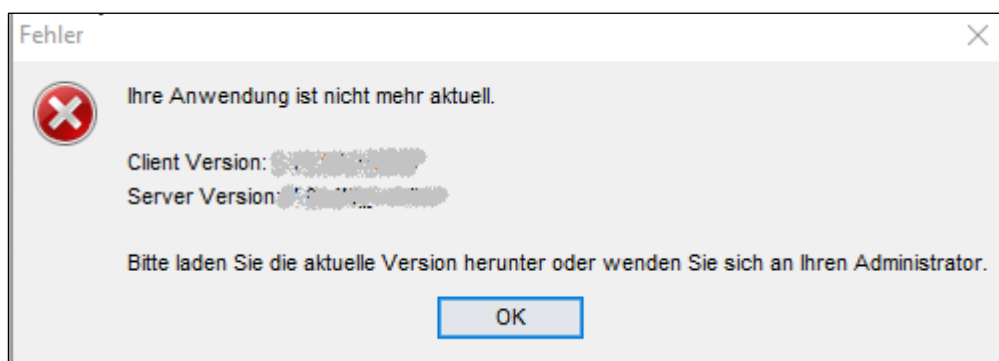 Fehler
Ihre Anwendung ist nicht mehr aktuell.
Client Version:
Server Version:
Bitte laden Sie die aktuelle Version herunter oder wenden Sie sich an Ihren Administrator.
OK